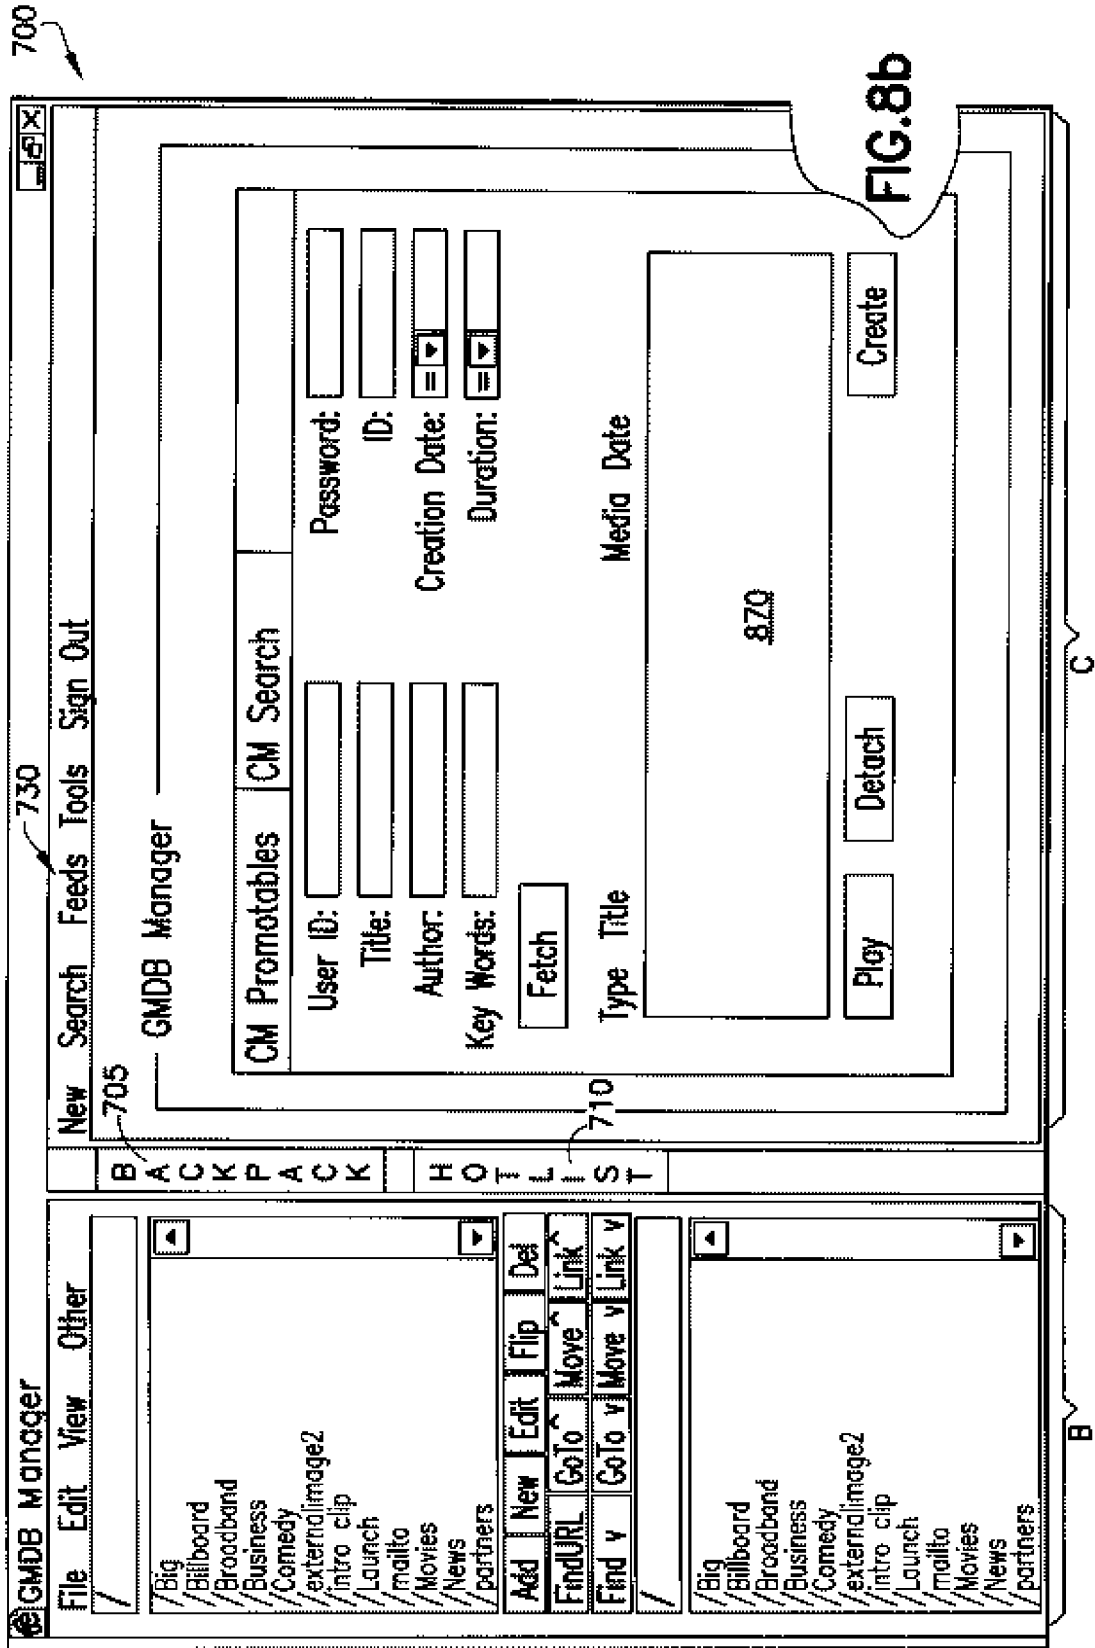 700
GMDB Manager
730
File Edit View Other
New Search Feeds Tools Sign Out
/
/Big
/Billboard
/Broadband
/Business
/Comedy
/externalimage2
/intro clip
/Launch
/mailto
/Movies
/News
/partners
Add New Edit Flip Del
FindURL GoTo ^ Move ^ Link ^
Find v GoTo v Move v Link v
/
/Big
/Billboard
/Broadband
/Business
/Comedy
/externalimage2
/intro clip
/Launch
/mailto
/Movies
/News
/partners
BACKPACK
705
HOTLIST
710
GMDB Manager
CM Promotables CM Search
User ID: Password:
Title: ID:
Author: Creation Date: =
Key Words: Duration: =
Fetch
Type Title Media Date
870
Play Detach Create
B
C
FIG.8b